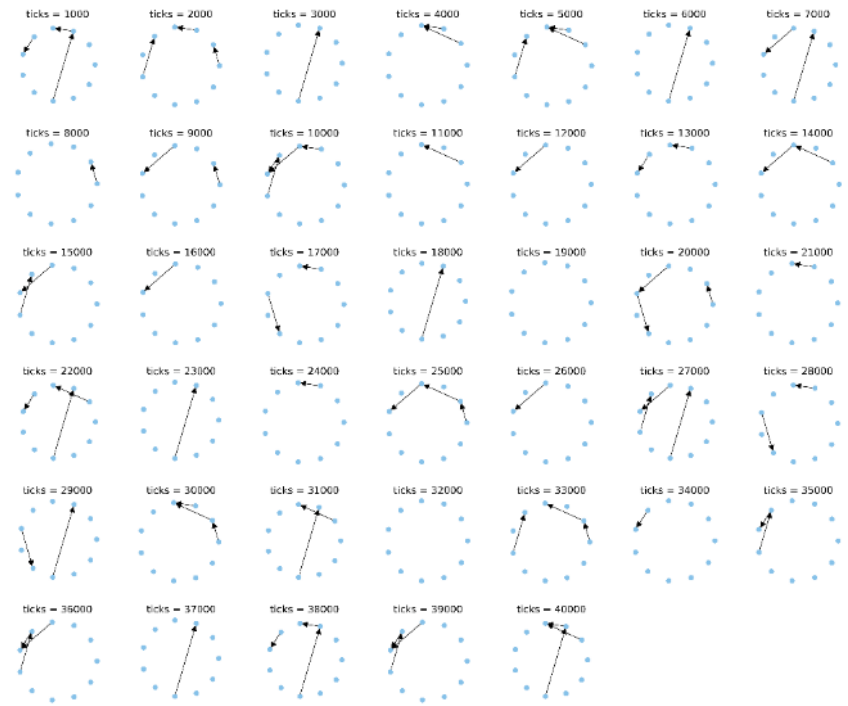 ticks = 1000
ticks = 2000
ticks = 3000
ticks = 4000
ticks = 5000
ticks = 6000
ticks = 7000
ticks = 8000
ticks = 9000
ticks = 10000
ticks = 11000
ticks = 12000
ticks = 13000
ticks = 14000
ticks = 15000
ticks = 16000
ticks = 17000
ticks = 18000
ticks = 19000
ticks = 20000
ticks = 21000
ticks = 22000
ticks = 23000
ticks = 24000
ticks = 25000
ticks = 26000
ticks = 27000
ticks = 28000
ticks = 29000
ticks = 30000
ticks = 31000
ticks = 32000
ticks = 33000
ticks = 34000
ticks = 35000
ticks = 36000
ticks = 37000
ticks = 38000
ticks = 39000
ticks = 40000